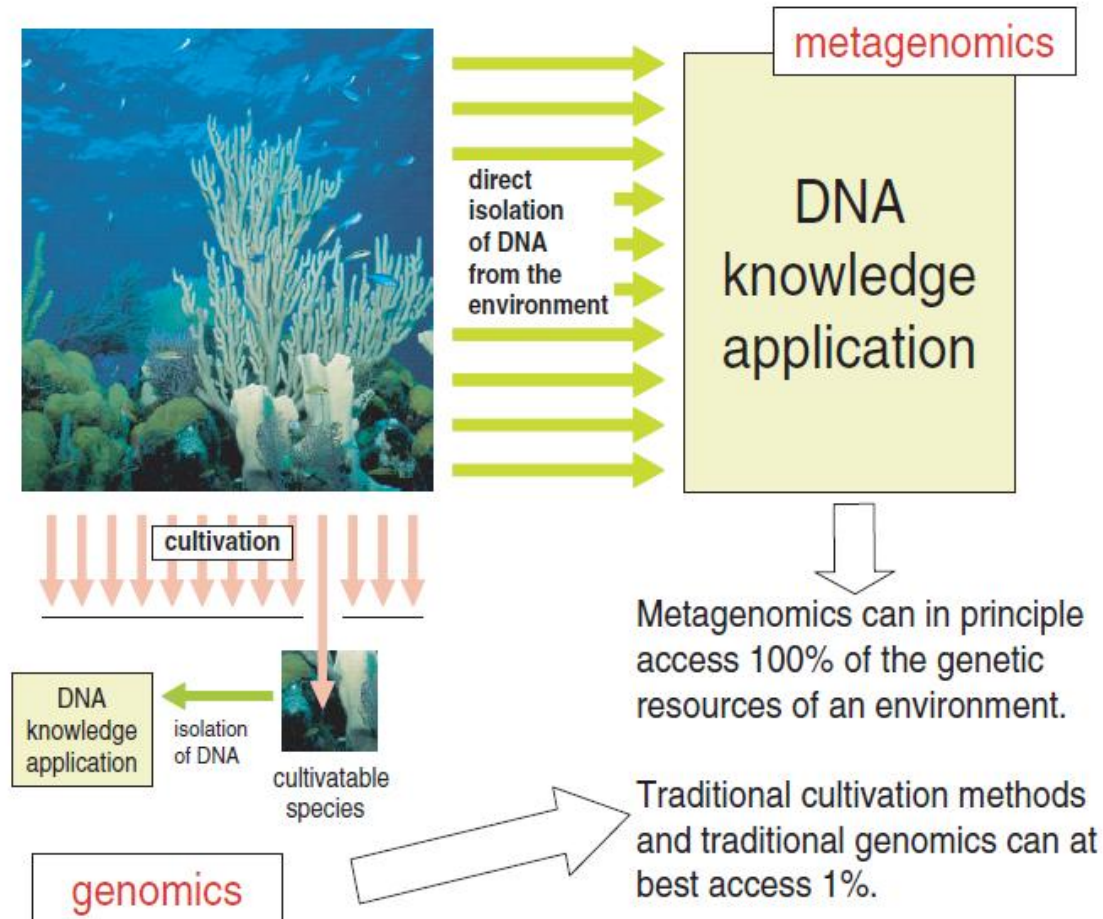 metagenomics
direct
isolation
of DNA
from the
environment
DNA
knowledge
application
cultivation
Metagenomics can in principle
access 100% of the genetic
resources of an environment.
DNA
knowledge
application
isolation
of DNA
cultivatable
species
Traditional cultivation methods
and traditional genomics can at
best access 1%.
genomics